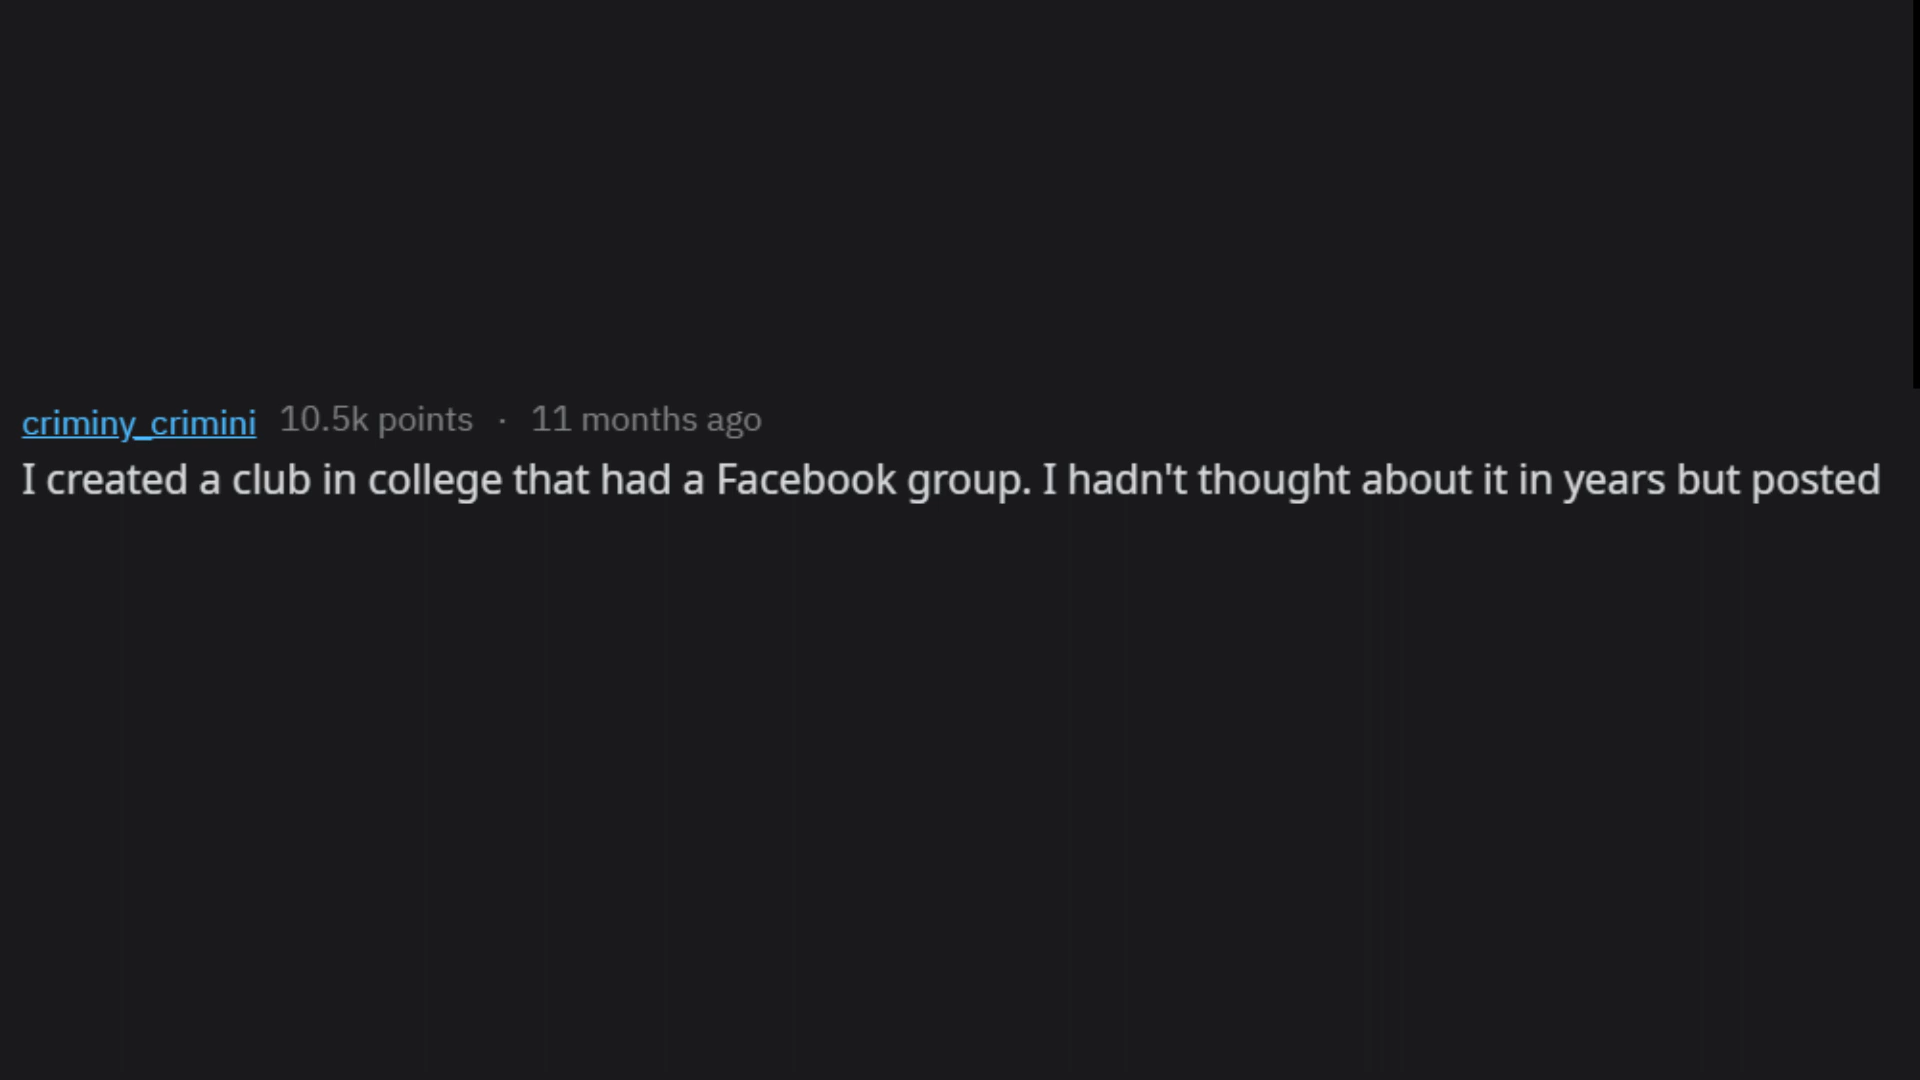 criminy_crimini 10.5k points · 11 months ago
I created a club in college that had a Facebook group. I hadn't thought about it in years but posted